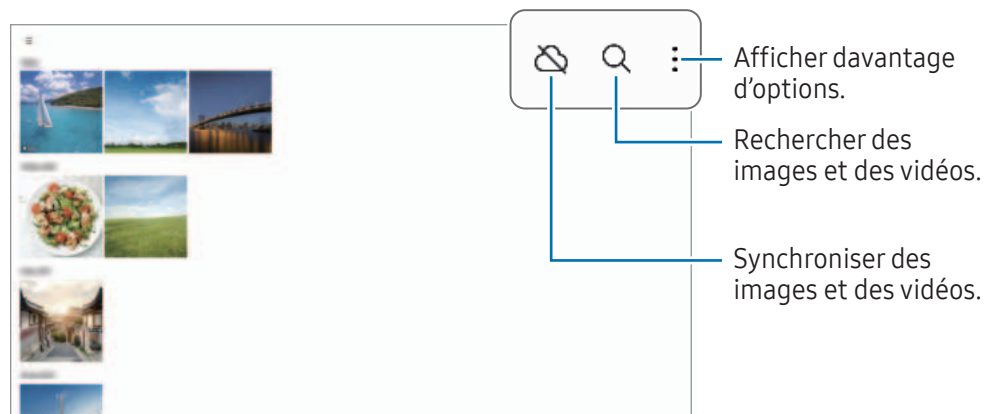 Afficher davantage
d'options.
Rechercher des
images et des vidéos.
Synchroniser des
images et des vidéos.